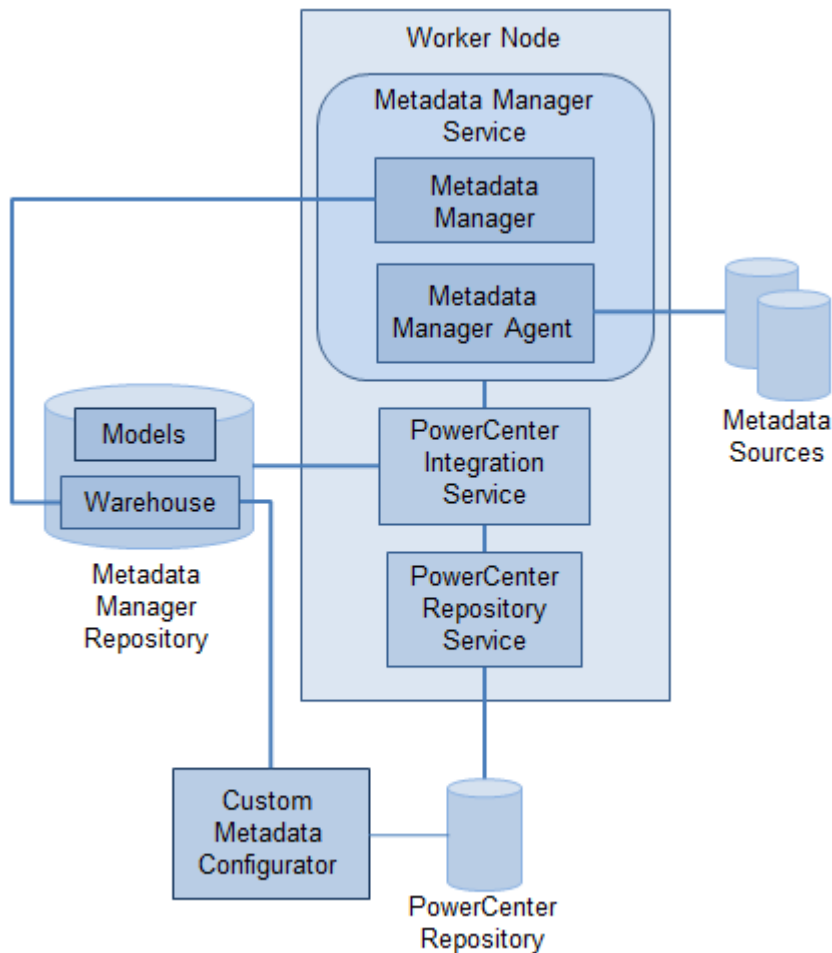 Worker Node
Metadata Manager
Service
Metadata
Manager
Metadata
Manager Agent
Metadata
Sources
Models
Warehouse
Metadata
Manager
Repository
PowerCenter
Integration
Service
PowerCenter
Repository
Service
Custom
Metadata
Configurator
PowerCenter
Repository